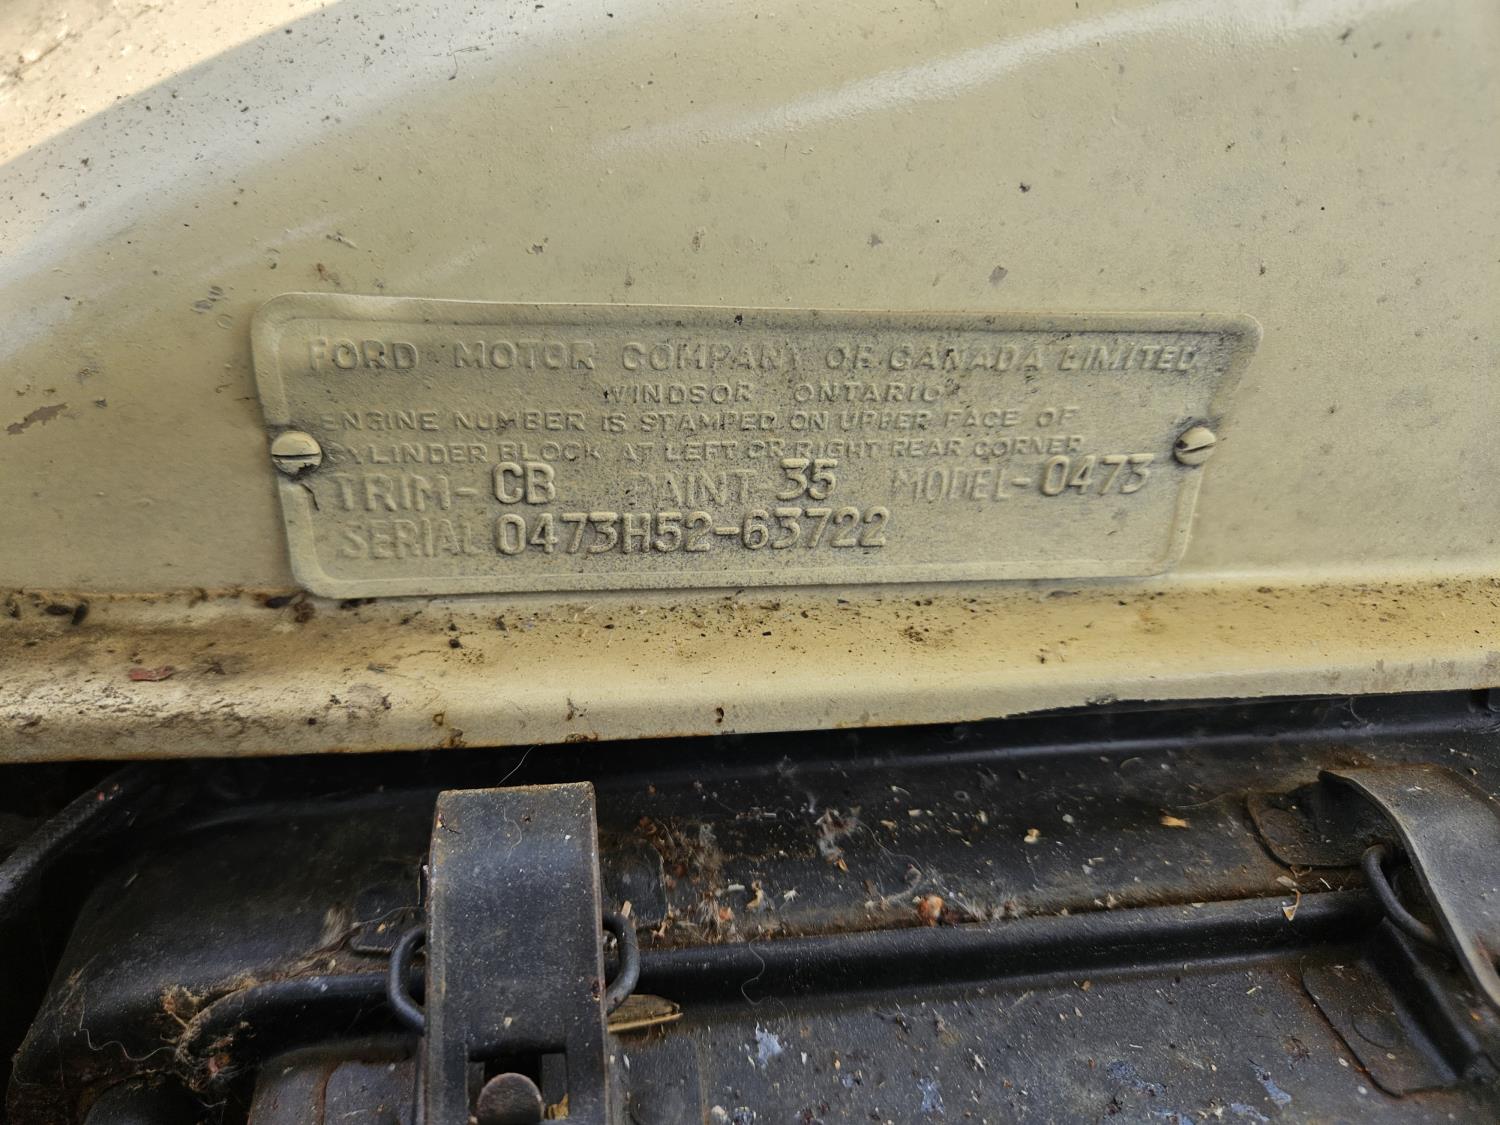 FORD MOTOR COMPANY OF CANADA LIMITED
WINDSOR ONTARIO
ENGINE NUMBER IS STAMPED ON UPPER FACE OF
CYLINDER BLOCK AT LEFT OR RIGHT REAR CORNER
TRIM- CB PAINT 35 MODEL- 0473
SERIAL 0473H52-63722